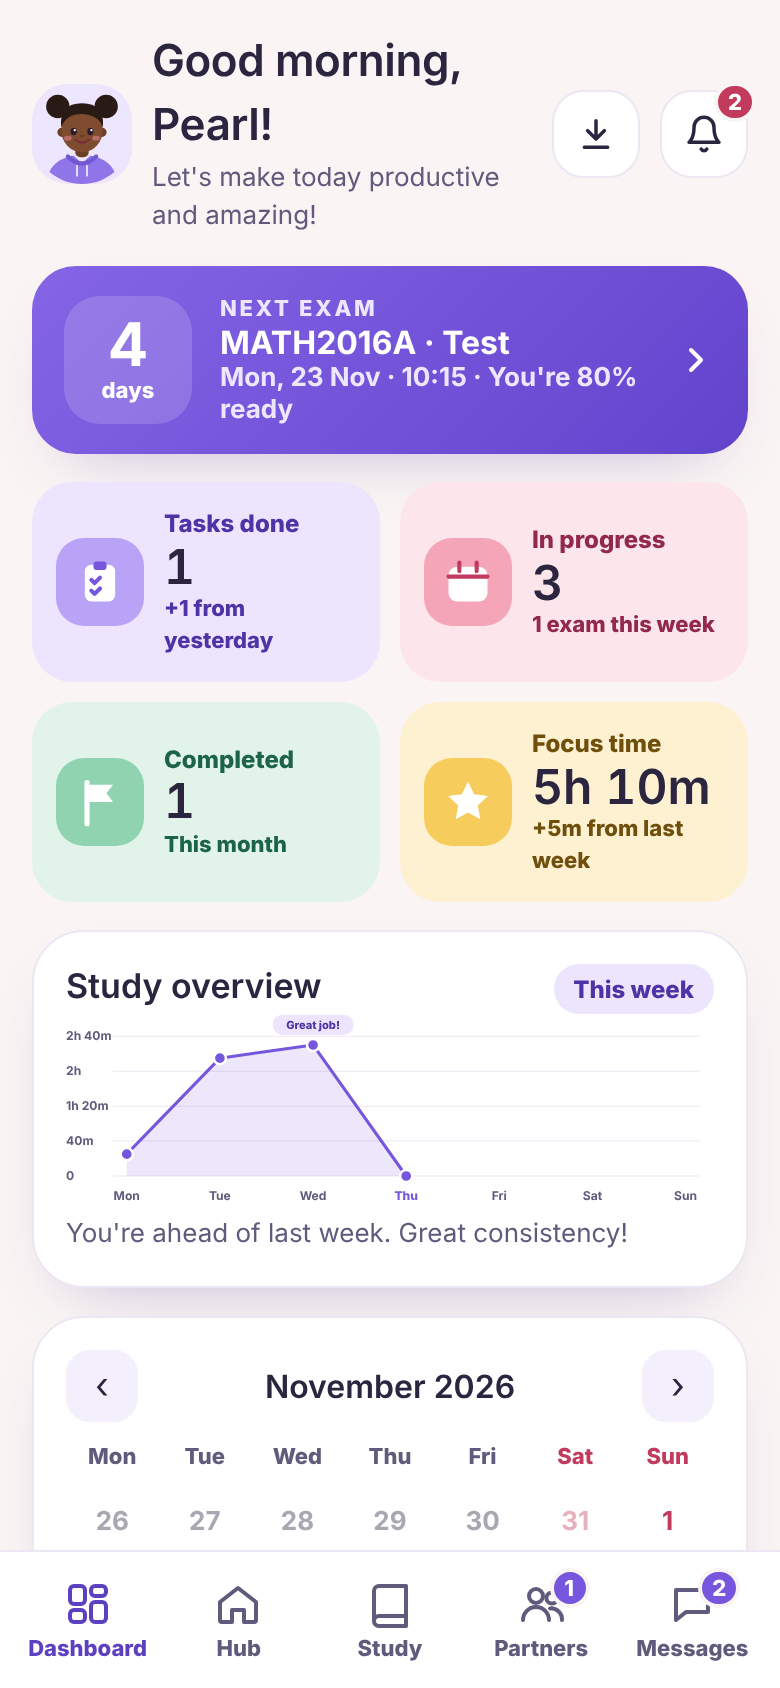 Good morning,
Pearl!
Let's make today productive
and amazing!
2
4
days
NEXT EXAM
MATH2016A · Test
Mon, 23 Nov · 10:15 · You're 80%
ready
Tasks done
1
+1 from
yesterday
In progress
3
1 exam this week
Completed
1
This month
Focus time
5h 10m
+5m from last
week
Study overview
This week
Great job!
2h 40m
2h
1h 20m
40m
0
Mon Tue Wed Thu Fri Sat Sun
You're ahead of last week. Great consistency!
‹ November 2026 ›
Mon Tue Wed Thu Fri Sat Sun
26 27 28 29 30 31 1
1 2
Dashboard Hub Study Partners Messages